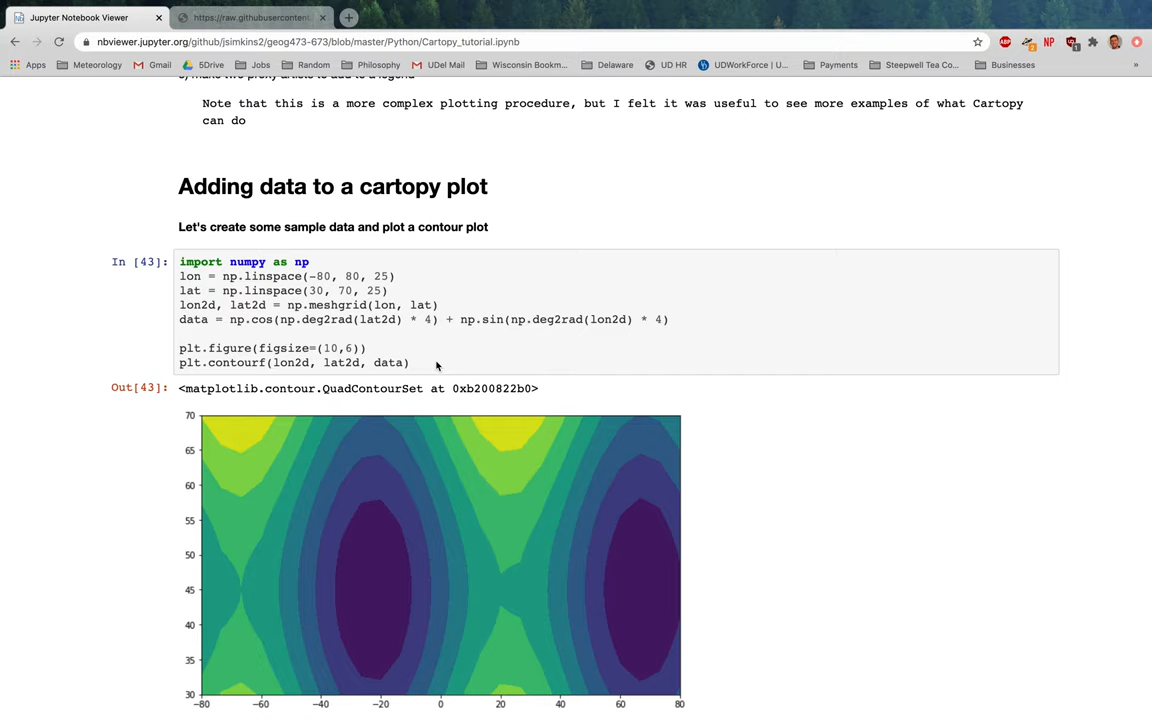 Jupyter Notebook Viewer
https://raw.githubusercontent.
nbviewer.jupyter.org/github/jsimkins2/geog473-673/blob/master/Python/Cartopy_tutorial.ipynb
ABP
2
NP
1
Apps
Meteorology
Gmail
5Drive
Jobs
Random
Philosophy
UDel Mail
Wisconsin Bookm...
Delaware
UD HR
UDWorkForce | U...
Payments
Steepwell Tea Co...
Businesses
»
Note that this is a more complex plotting procedure, but I felt it was useful to see more examples of what Cartopy
can do
Adding data to a cartopy plot
Let's create some sample data and plot a contour plot
In [43]:
import numpy as np
lon = np.linspace(-80, 80, 25)
lat = np.linspace(30, 70, 25)
lon2d, lat2d = np.meshgrid(lon, lat)
data = np.cos(np.deg2rad(lat2d) * 4) + np.sin(np.deg2rad(lon2d) * 4)
plt.figure(figsize=(10,6))
plt.contourf(lon2d, lat2d, data)
Out[43]:
<matplotlib.contour.QuadContourSet at 0xb200822b0>
70
65
60
55
50
45
40
35
30
−80 −60 −40 −20 0 20 40 60 80